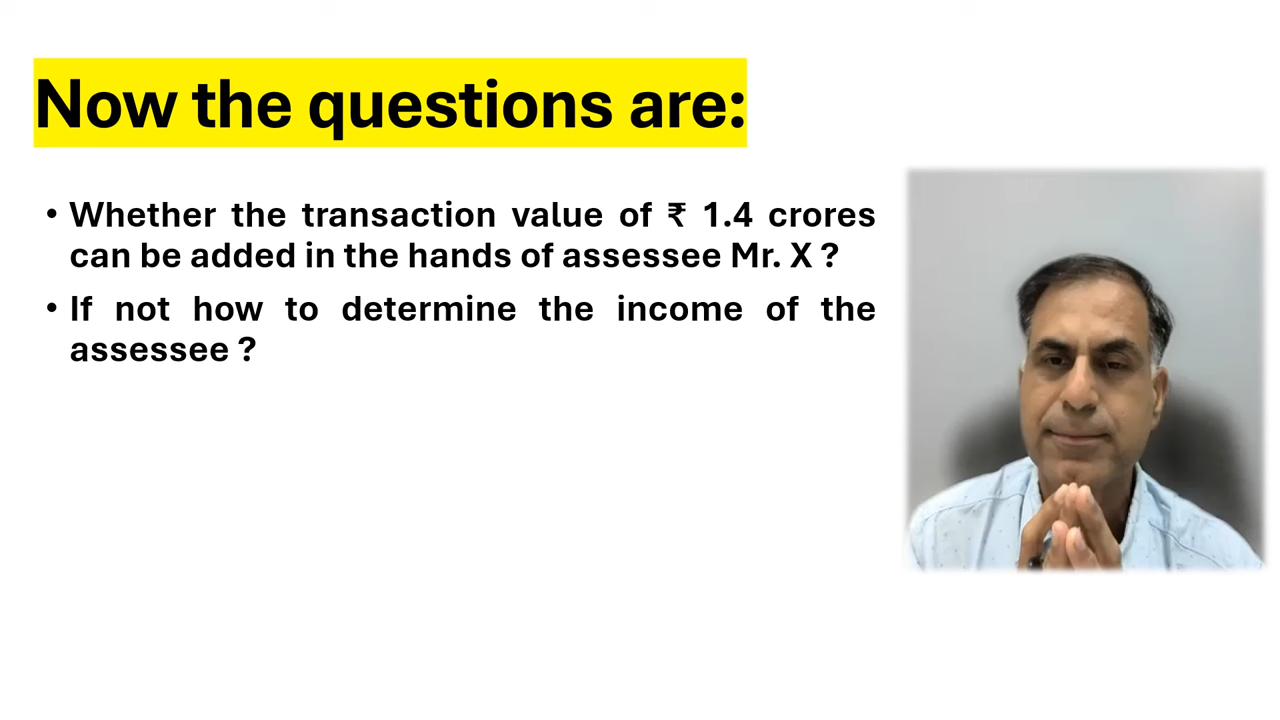 Now the questions are:
• Whether the transaction value of ₹ 1.4 crores
can be added in the hands of assessee Mr. X ?
• If not how to determine the income of the
assessee ?